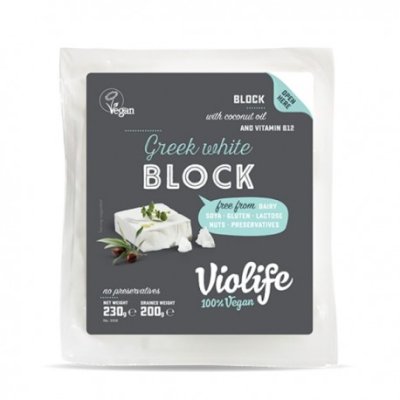 Vegan
BLOCK
with coconut oil
AND VITAMIN B12
OPEN
HERE
Greek white
BLOCK
free from DAIRY
SOYA · GLUTEN · LACTOSE
NUTS · PRESERVATIVES
Violife
100% Vegan
no preservatives
NET WEIGHT
230g e
DRAINED WEIGHT
200g e